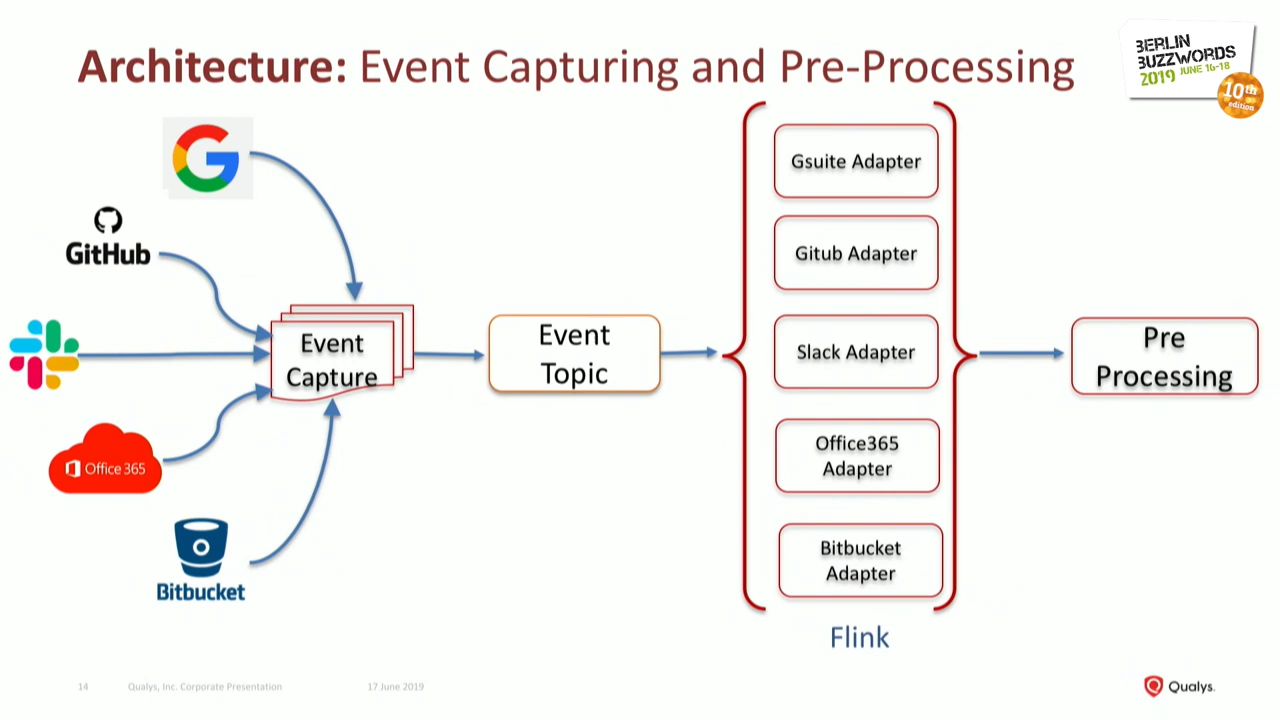 Architecture: Event Capturing and Pre-Processing
BERLIN
BUZZWORDS
2019 JUNE 16-18
10th
edition
GitHub
Office 365
Bitbucket
Event
Capture
Event
Topic
Gsuite Adapter
Gitub Adapter
Slack Adapter
Office365
Adapter
Bitbucket
Adapter
Flink
Pre
Processing
14
Qualys, Inc. Corporate Presentation
17 June 2019
Qualys.